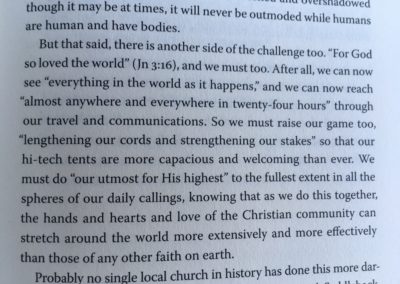 and overshadowed
though it may be at times, it will never be outmoded while humans
are human and have bodies.
But that said, there is another side of the challenge too. “For God
so loved the world” (Jn 3:16), and we must too. After all, we can now
see “everything in the world as it happens,” and we can now reach
“almost anywhere and everywhere in twenty-four hours” through
our travel and communications. So we must raise our game too,
“lengthening our cords and strengthening our stakes” so that our
hi-tech tents are more capacious and welcoming than ever. We
must do “our utmost for His highest” to the fullest extent in all the
spheres of our daily callings, knowing that as we do this together,
the hands and hearts and love of the Christian community can
stretch around the world more extensively and more effectively
than those of any other faith on earth.
Probably no single local church in history has done this more dar-